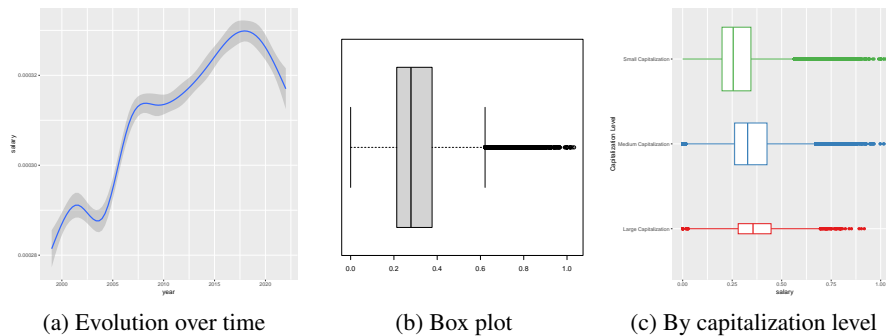 0.00032
0.00030
0.00028
salary
2000
2005
2010
2015
2020
year
0.0
0.2
0.4
0.6
0.8
1.0
Capitalization Level
Small Capitalization
Medium Capitalization
Large Capitalization
0.00
0.25
0.50
0.75
1.00
salary
(a) Evolution over time
(b) Box plot
(c) By capitalization level